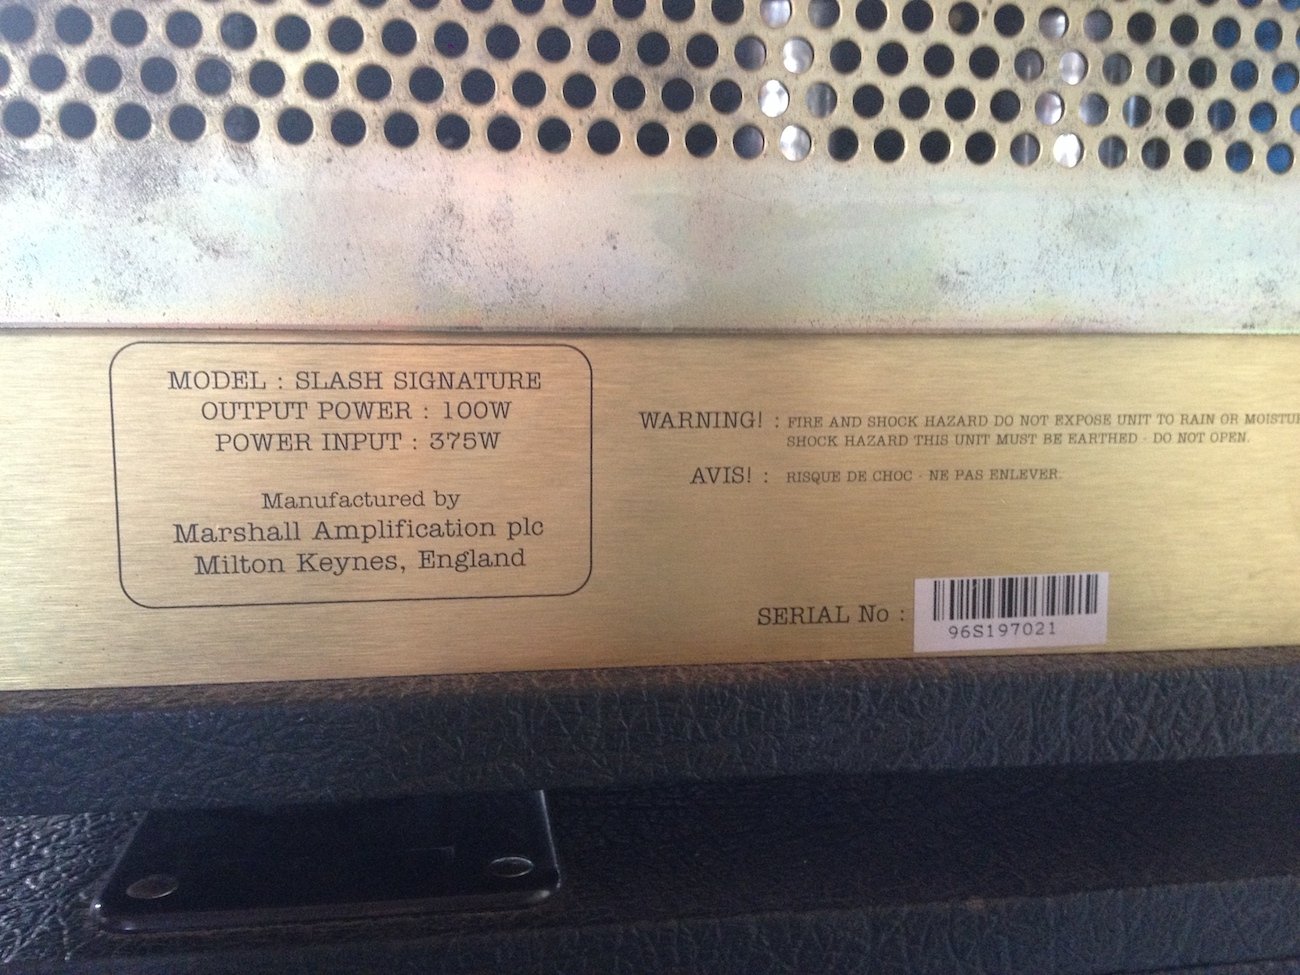 MODEL : SLASH SIGNATURE
OUTPUT POWER : 100W
POWER INPUT : 375W
Manufactured by
Marshall Amplification plc
Milton Keynes, England
WARNING! : FIRE AND SHOCK HAZARD DO NOT EXPOSE UNIT TO RAIN OR MOISTU
SHOCK HAZARD THIS UNIT MUST BE EARTHED - DO NOT OPEN.
AVIS! : RISQUE DE CHOC - NE PAS ENLEVER.
SERIAL No :
96S197021